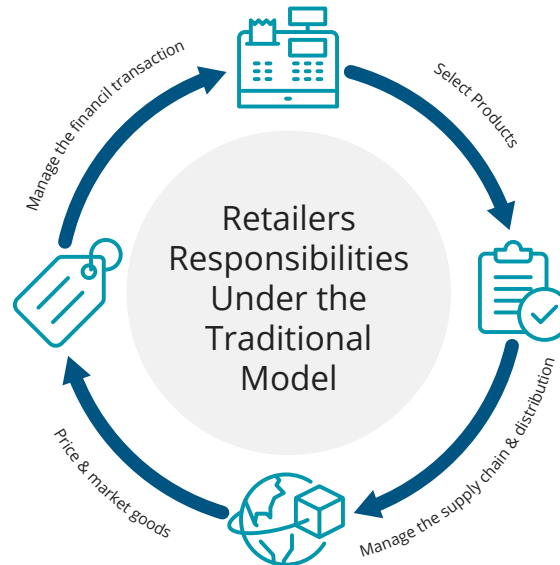 Manage the financil transaction
Select Products
Retailers
Responsibilities
Under the
Traditional
Model
Price & market goods
Manage the supply chain & distribution